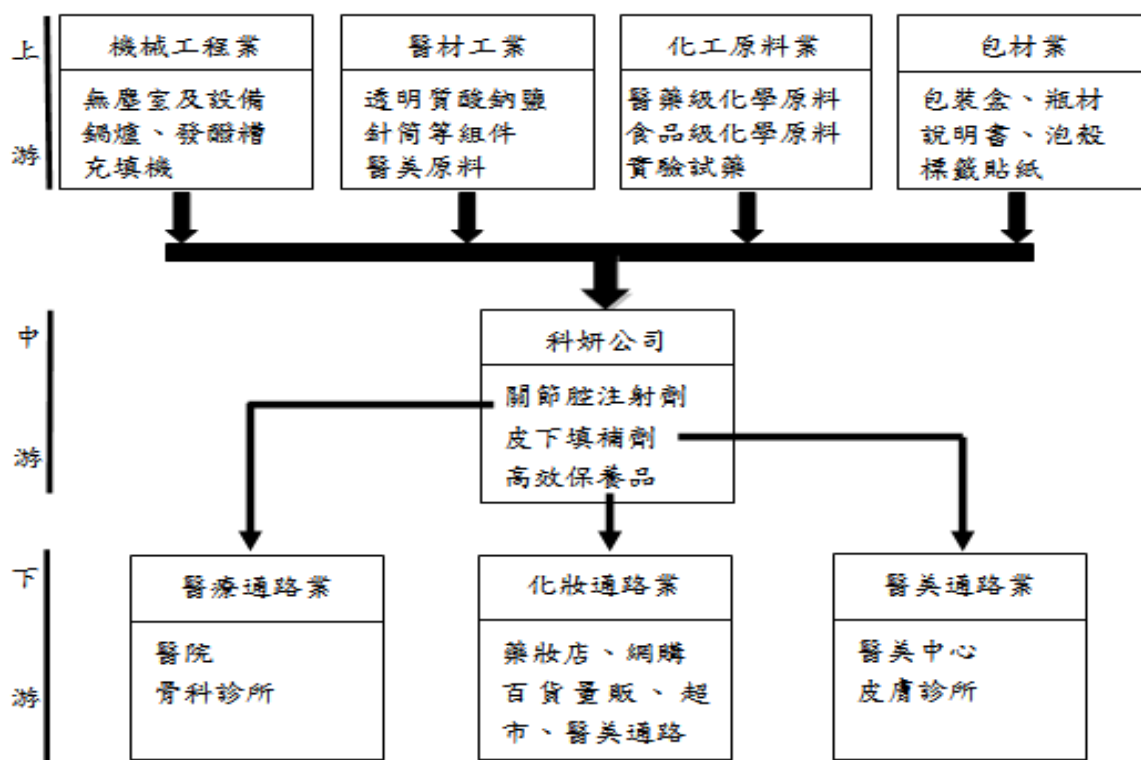 上游
機械工程業
無塵室及設備
鍋爐、發醱糟
充填機
醫材工業
透明質酸鈉鹽
針筒等組件
醫美原料
化工原料業
醫藥級化學原料
食品級化學原料
實驗試藥
包材業
包裝盒、瓶材
說明書、泡殼
標籤貼紙
中游
科妍公司
關節腔注射劑
皮下填補劑
高效保養品
下游
醫療通路業
醫院
骨科診所
化妝通路業
藥妝店、網購
百貨量販、超
市、醫美通路
醫美通路業
醫美中心
皮膚診所